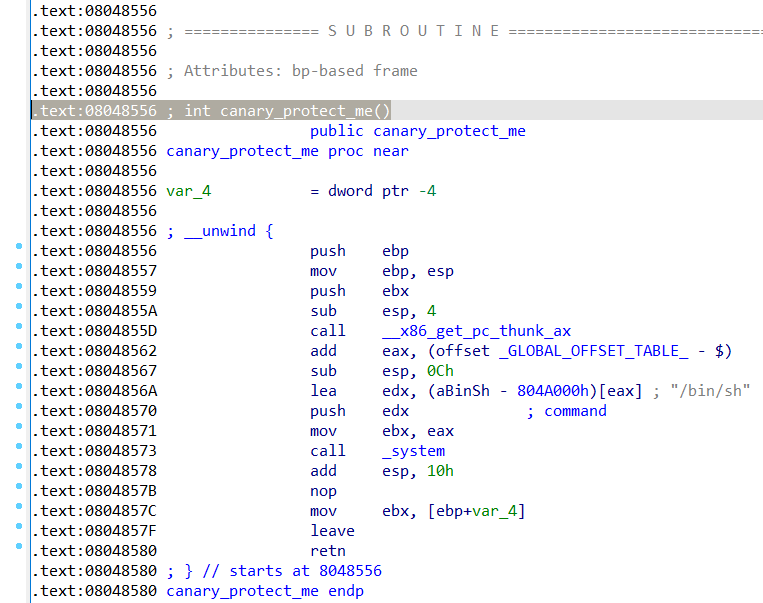 .text:08048556
.text:08048556 ; =============== S U B R O U T I N E ============================
.text:08048556
.text:08048556 ; Attributes: bp-based frame
.text:08048556
.text:08048556 ; int canary_protect_me()
.text:08048556 public canary_protect_me
.text:08048556 canary_protect_me proc near
.text:08048556
.text:08048556 var_4 = dword ptr -4
.text:08048556
.text:08048556 ; __unwind {
.text:08048556 push ebp
.text:08048557 mov ebp, esp
.text:08048559 push ebx
.text:0804855A sub esp, 4
.text:0804855D call __x86_get_pc_thunk_ax
.text:08048562 add eax, (offset _GLOBAL_OFFSET_TABLE_ - $)
.text:08048567 sub esp, 0Ch
.text:0804856A lea edx, (aBinSh - 804A000h)[eax] ; "/bin/sh"
.text:08048570 push edx ; command
.text:08048571 mov ebx, eax
.text:08048573 call _system
.text:08048578 add esp, 10h
.text:0804857B nop
.text:0804857C mov ebx, [ebp+var_4]
.text:0804857F leave
.text:08048580 retn
.text:08048580 ; } // starts at 8048556
.text:08048580 canary_protect_me endp